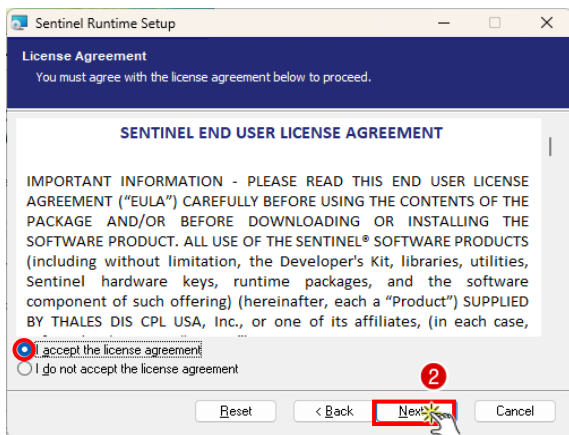 Sentinel Runtime Setup
License Agreement
You must agree with the license agreement below to proceed.
SENTINEL END USER LICENSE AGREEMENT
IMPORTANT INFORMATION - PLEASE READ THIS END USER LICENSE
AGREEMENT ("EULA") CAREFULLY BEFORE USING THE CONTENTS OF THE
PACKAGE AND/OR BEFORE DOWNLOADING OR INSTALLING THE
SOFTWARE PRODUCT. ALL USE OF THE SENTINEL® SOFTWARE PRODUCTS
(including without limitation, the Developer's Kit, libraries, utilities,
Sentinel hardware keys, runtime packages, and the software
component of such offering) (hereinafter, each a "Product") SUPPLIED
BY THALES DIS CPL USA, Inc., or one of its affiliates, (in each case,
I accept the license agreement
I do not accept the license agreement
2
Reset
< Back
Next
Cancel